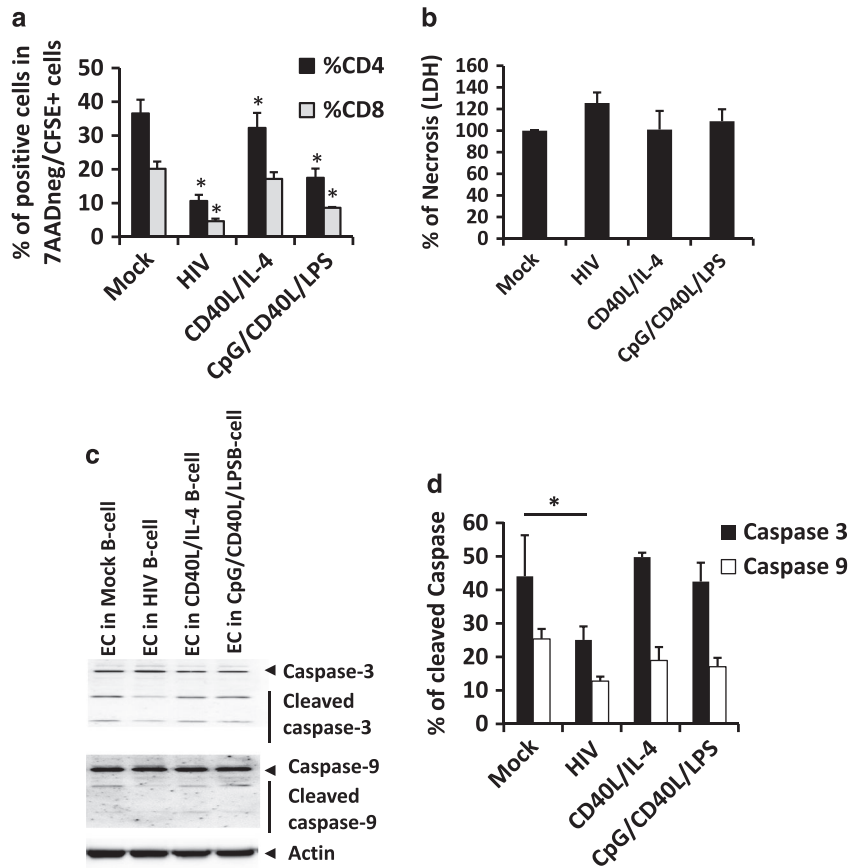 a
% of positive cells in
7AADneg/CFSE+ cells
50
40
30
20
10
0
%CD4
%CD8
*
*
*
*
*
Mock
HIV
CD40L/IL-4
CpG/CD40L/LPS
b
% of Necrosis (LDH)
160
140
120
100
80
60
40
20
0
Mock
HIV
CD40L/IL-4
CpG/CD40L/LPS
c
EC in Mock B-cell
EC in HIV B-cell
EC in CD40L/IL-4 B-cell
EC in CpG/CD40L/LPSB-cell
Caspase-3
Cleaved
caspase-3
Caspase-9
Cleaved
caspase-9
Actin
d
% of cleaved Caspase
60
50
40
30
20
10
0
*
Caspase 3
Caspase 9
Mock
HIV
CD40L/IL-4
CpG/CD40L/LPS